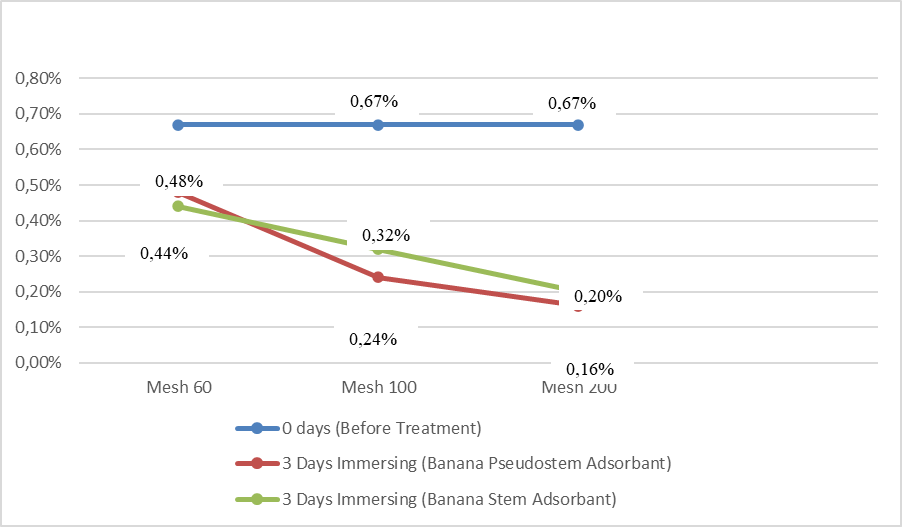 0,80%
0,70%
0,60%
0,50%
0,40%
0,30%
0,20%
0,10%
0,00%
0,67%
0,67%
0,48%
0,44%
0,32%
0,24%
0,20%
0,16%
Mesh 60
Mesh 100
Mesh 200
0 days (Before Treatment)
3 Days Immersing (Banana Pseudostem Adsorbant)
3 Days Immersing (Banana Stem Adsorbant)